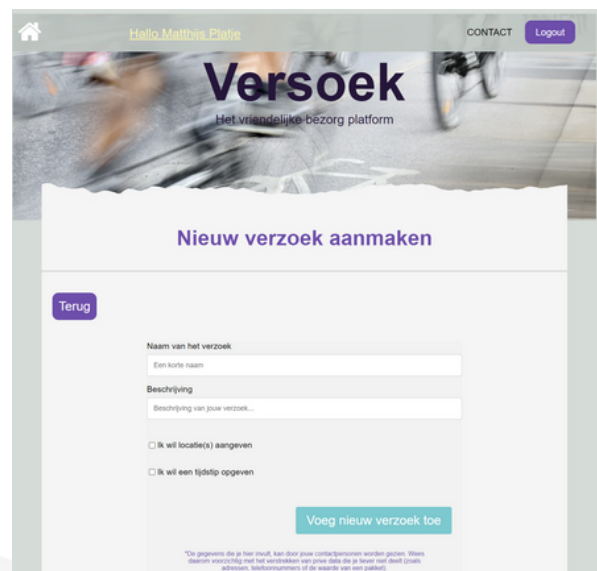 Hallo Matthijs Platje
CONTACT
Logout
Versoek
Het vriendelijke bezorg platform
Nieuw verzoek aanmaken
Terug
Naam van het verzoek
Een korte naam
Beschrijving
Beschrijving van jouw verzoek...
Ik wil locatie(s) aangeven
Ik wil een tijdstip opgeven
Voeg nieuw verzoek toe
*De gegevens die je hier invult, kan door jouw contactpersonen worden gezien. Wees
daarom voorzichtig met het verstrekken van prive data die je liever niet deelt (zoals
adressen, telefoonnummers of de waarde van een pakket).